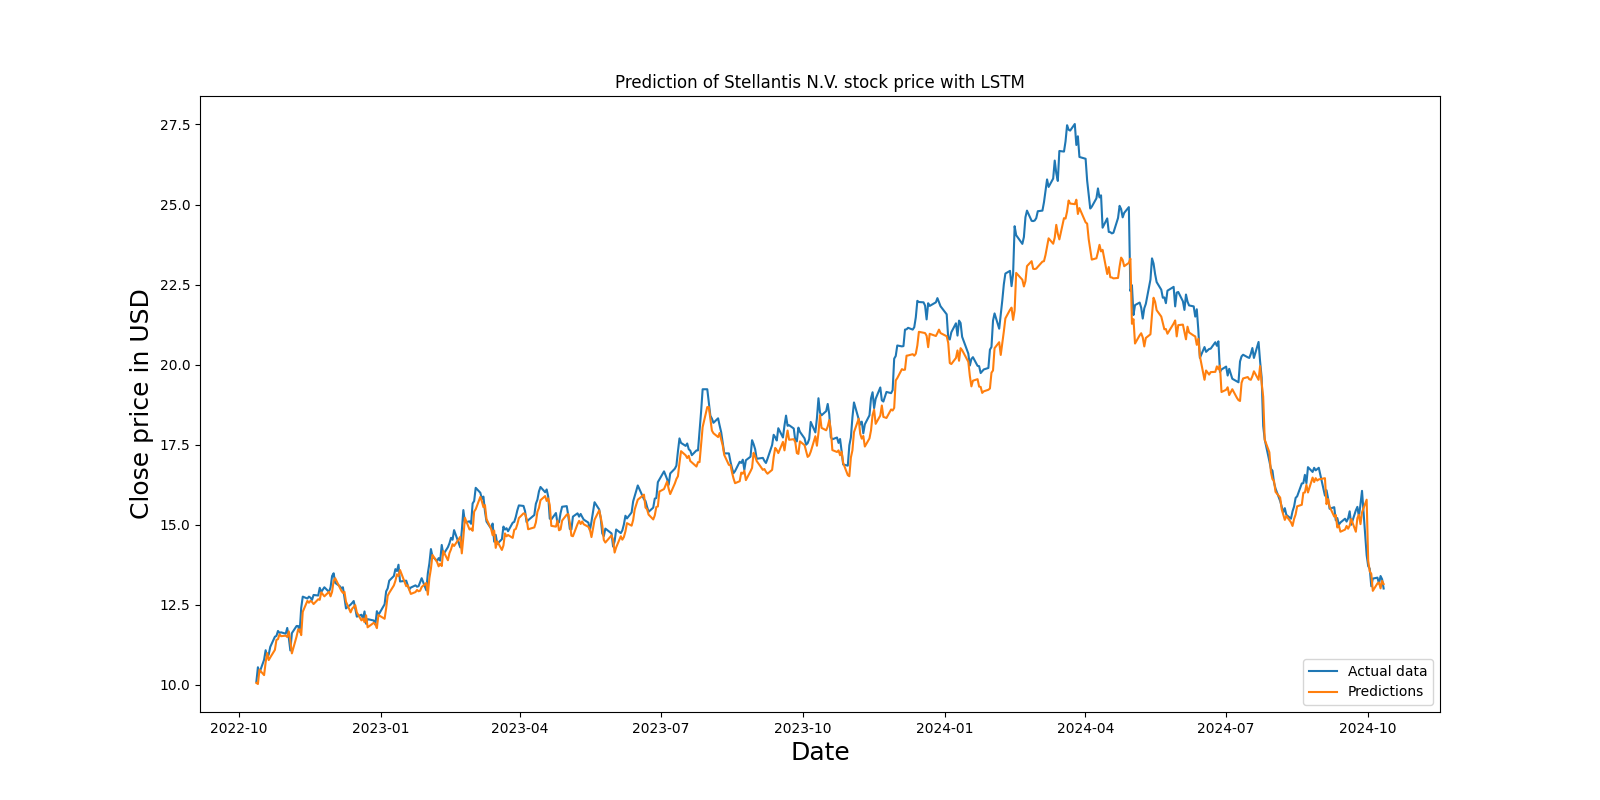 Prediction of Stellantis N.V. stock price with LSTM
27.5
25.0
22.5
20.0
17.5
15.0
12.5
10.0
Close price in USD
2022-10 2023-01 2023-04 2023-07 2023-10 2024-01 2024-04 2024-07 2024-10
Date
Actual data
Predictions